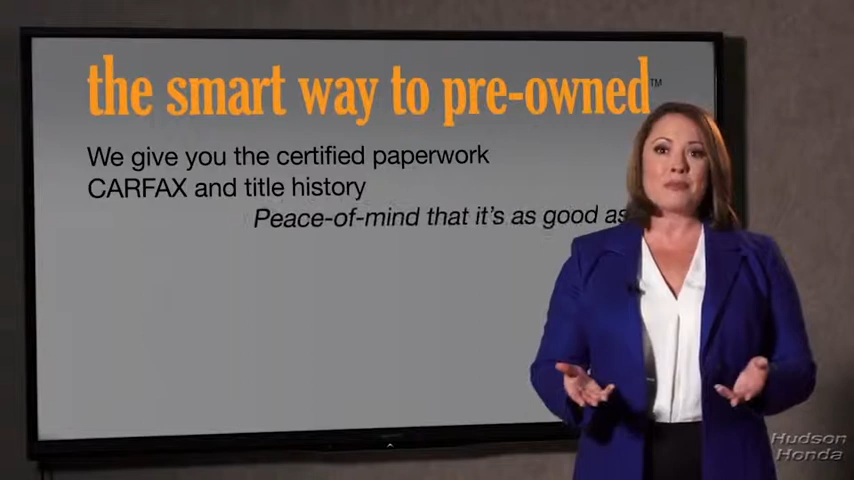 the smart way to pre-owned™
We give you the certified paperwork
CARFAX and title history
Peace-of-mind that it's as good as
Hudson
Honda